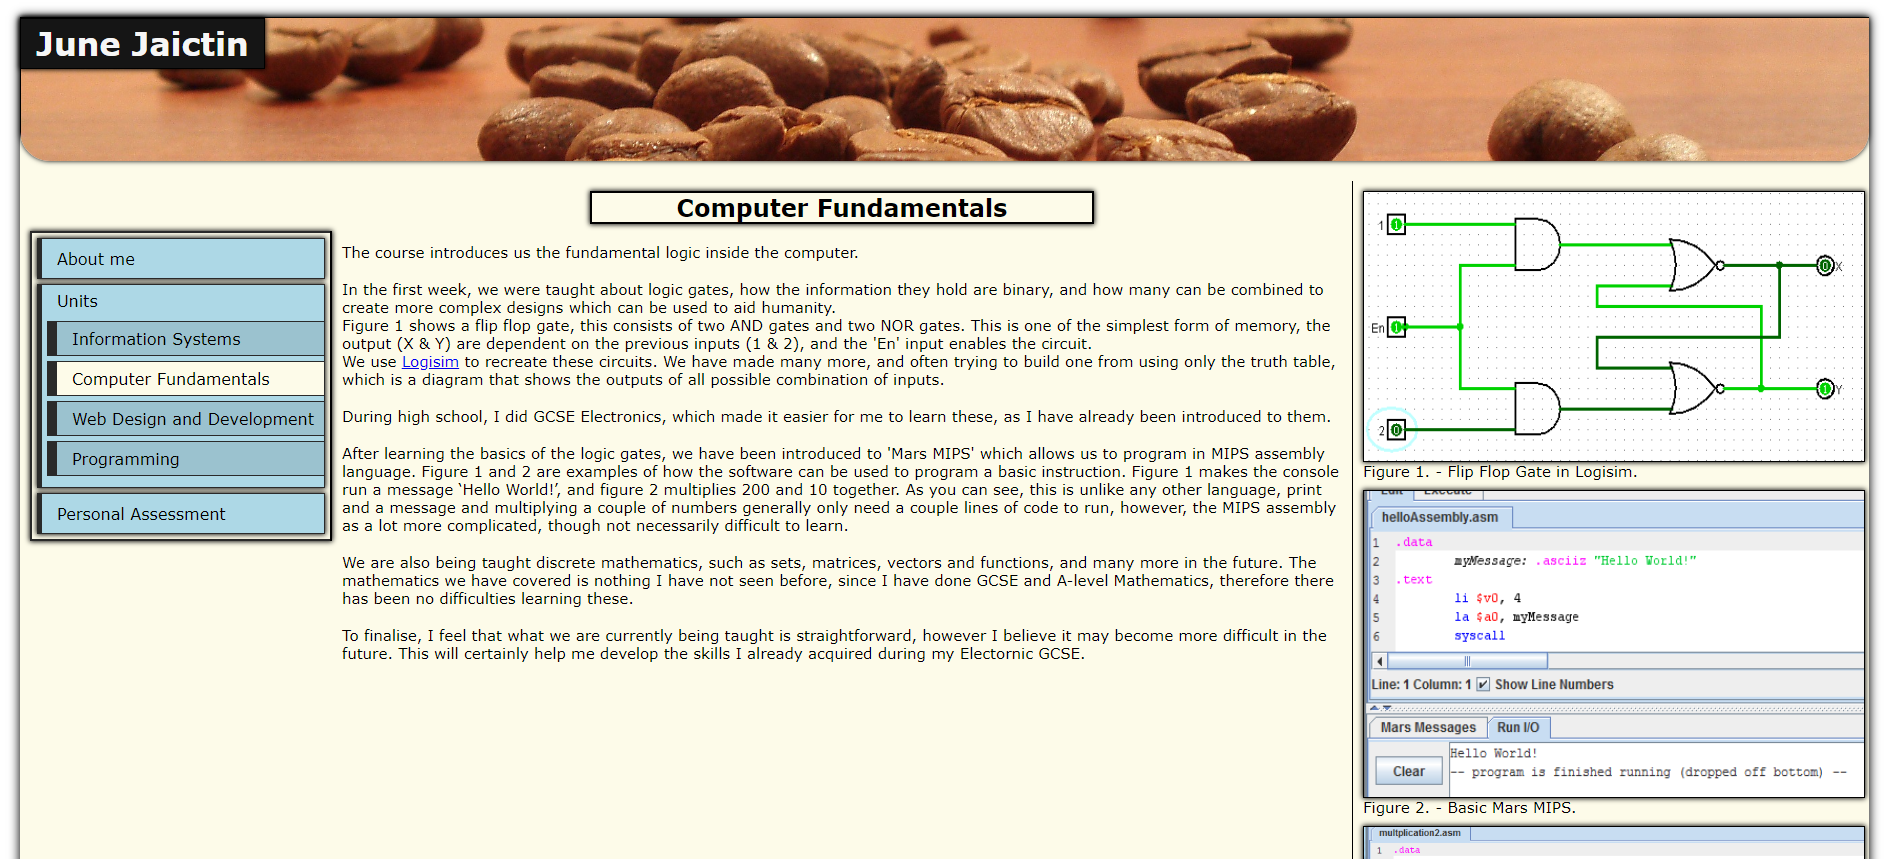 June Jaictin
About me
Units
Information Systems
Computer Fundamentals
Web Design and Development
Programming
Personal Assessment
Computer Fundamentals
The course introduces us the fundamental logic inside the computer.
In the first week, we were taught about logic gates, how the information they hold are binary, and how many can be combined to
create more complex designs which can be used to aid humanity.
Figure 1 shows a flip flop gate, this consists of two AND gates and two NOR gates. This is one of the simplest form of memory, the
output (X & Y) are dependent on the previous inputs (1 & 2), and the 'En' input enables the circuit.
We use Logisim to recreate these circuits. We have made many more, and often trying to build one from using only the truth table,
which is a diagram that shows the outputs of all possible combination of inputs.
During high school, I did GCSE Electronics, which made it easier for me to learn these, as I have already been introduced to them.
After learning the basics of the logic gates, we have been introduced to 'Mars MIPS' which allows us to program in MIPS assembly
language. Figure 1 and 2 are examples of how the software can be used to program a basic instruction. Figure 1 makes the console
run a message ‘Hello World!’, and figure 2 multiplies 200 and 10 together. As you can see, this is unlike any other language, print
and a message and multiplying a couple of numbers generally only need a couple lines of code to run, however, the MIPS assembly
as a lot more complicated, though not necessarily difficult to learn.
We are also being taught discrete mathematics, such as sets, matrices, vectors and functions, and many more in the future. The
mathematics we have covered is nothing I have not seen before, since I have done GCSE and A-level Mathematics, therefore there
has been no difficulties learning these.
To finalise, I feel that what we are currently being taught is straightforward, however I believe it may become more difficult in the
future. This will certainly help me develop the skills I already acquired during my Electornic GCSE.
1 1
0 X
En 1
1 Y
2 0
Figure 1. - Flip Flop Gate in Logisim.
Edit Execute
helloAssembly.asm
1 .data
2 myMessage: .asciiz "Hello World!"
3 .text
4 li $v0, 4
5 la $a0, myMessage
6 syscall
Line: 1 Column: 1 Show Line Numbers
Mars Messages Run I/O
Clear
Hello World!
-- program is finished running (dropped off bottom) --
Figure 2. - Basic Mars MIPS.
multplication2.asm
1 .data